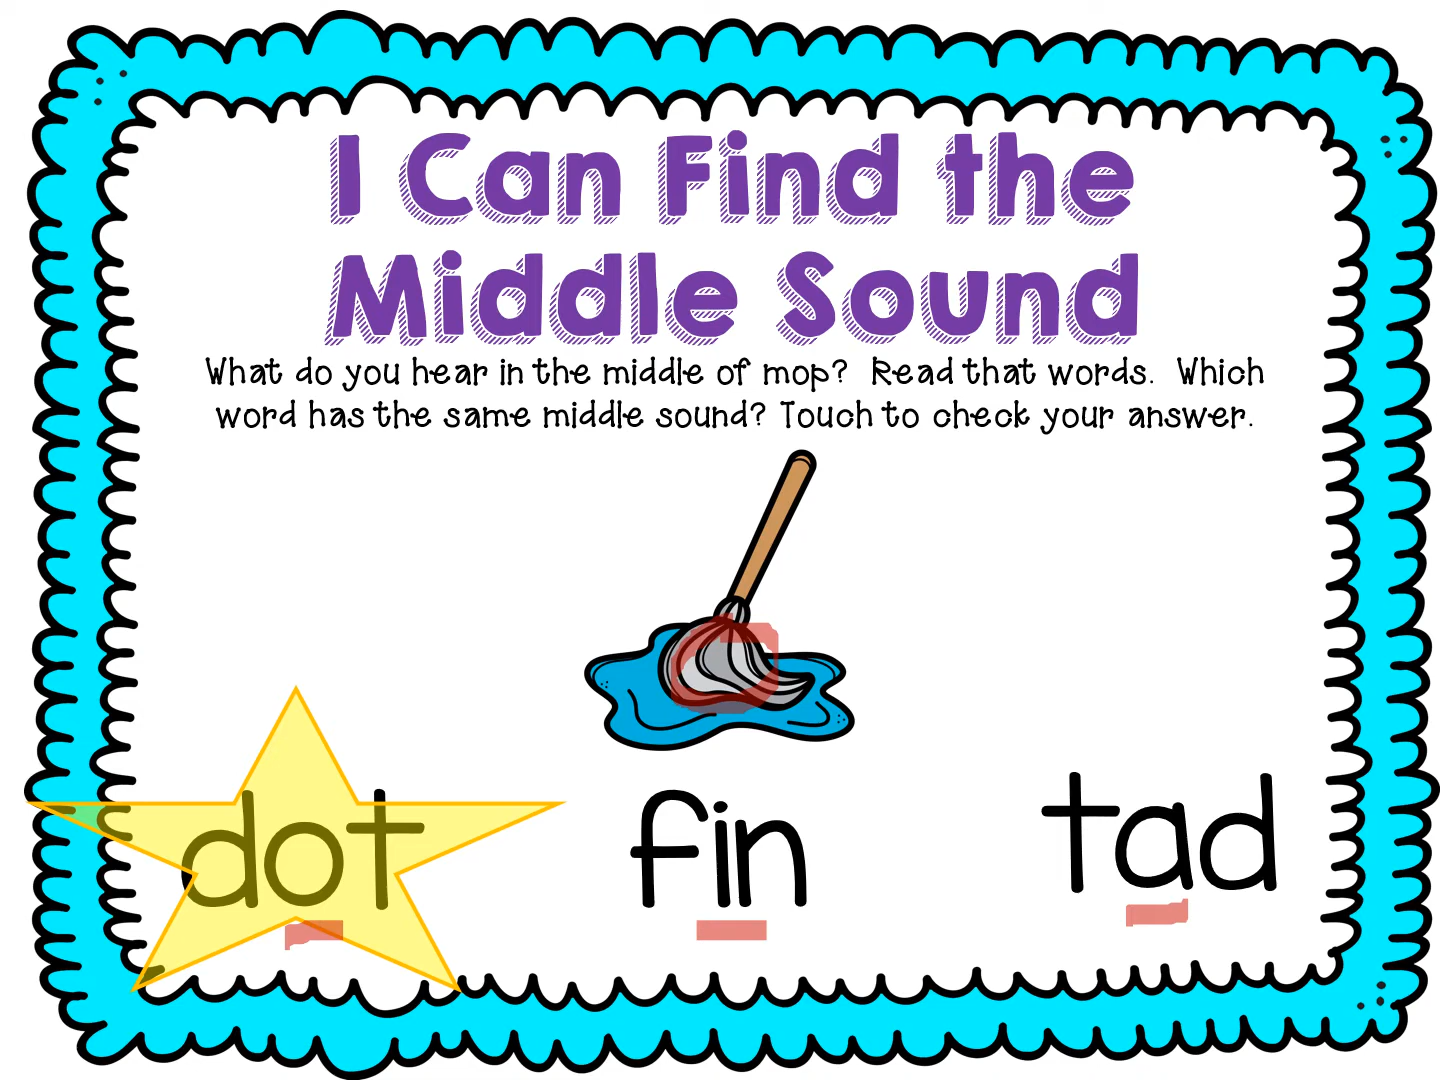 I Can Find the
Middle Sound
What do you hear in the middle of mop? Read that words. Which
word has the same middle sound? Touch to check your answer.
dot fin tad